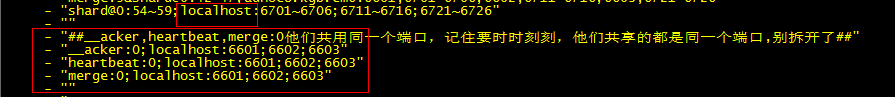 - "shard@0:54~59;localhost:6701~6706;6711~6716;6721~6726"
- ""
- "##__acker,heartbeat,merge:0他们共用同一个端口，记住要时时刻刻，他们共享的都是同一个端口,别拆开了##"
- "__acker:0;localhost:6601;6602;6603"
- "heartbeat:0;localhost:6601;6602;6603"
- "merge:0;localhost:6601;6602;6603"
- ""